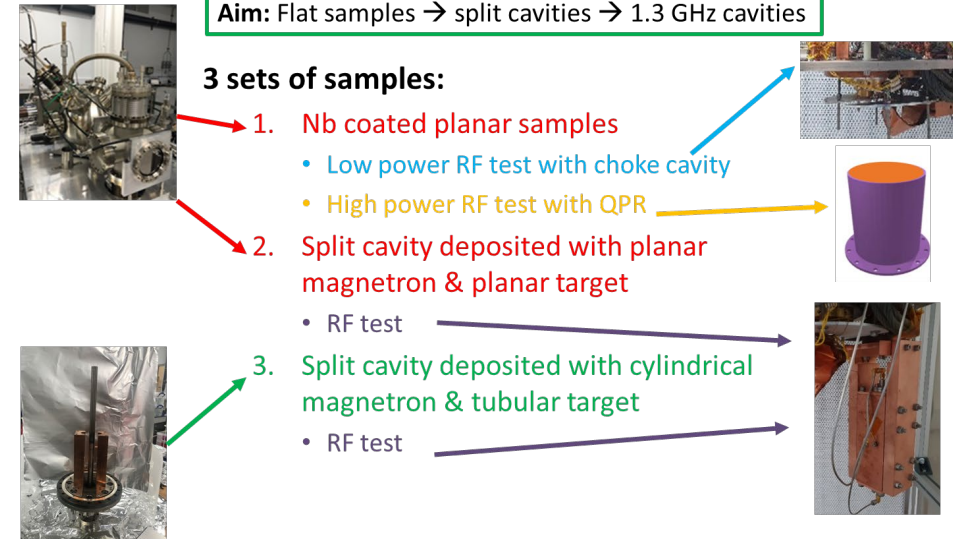 Aim: Flat samples → split cavities → 1.3 GHz cavities
3 sets of samples:
1. Nb coated planar samples
• Low power RF test with choke cavity
• High power RF test with QPR
2. Split cavity deposited with planar
magnetron & planar target
• RF test
3. Split cavity deposited with cylindrical
magnetron & tubular target
• RF test